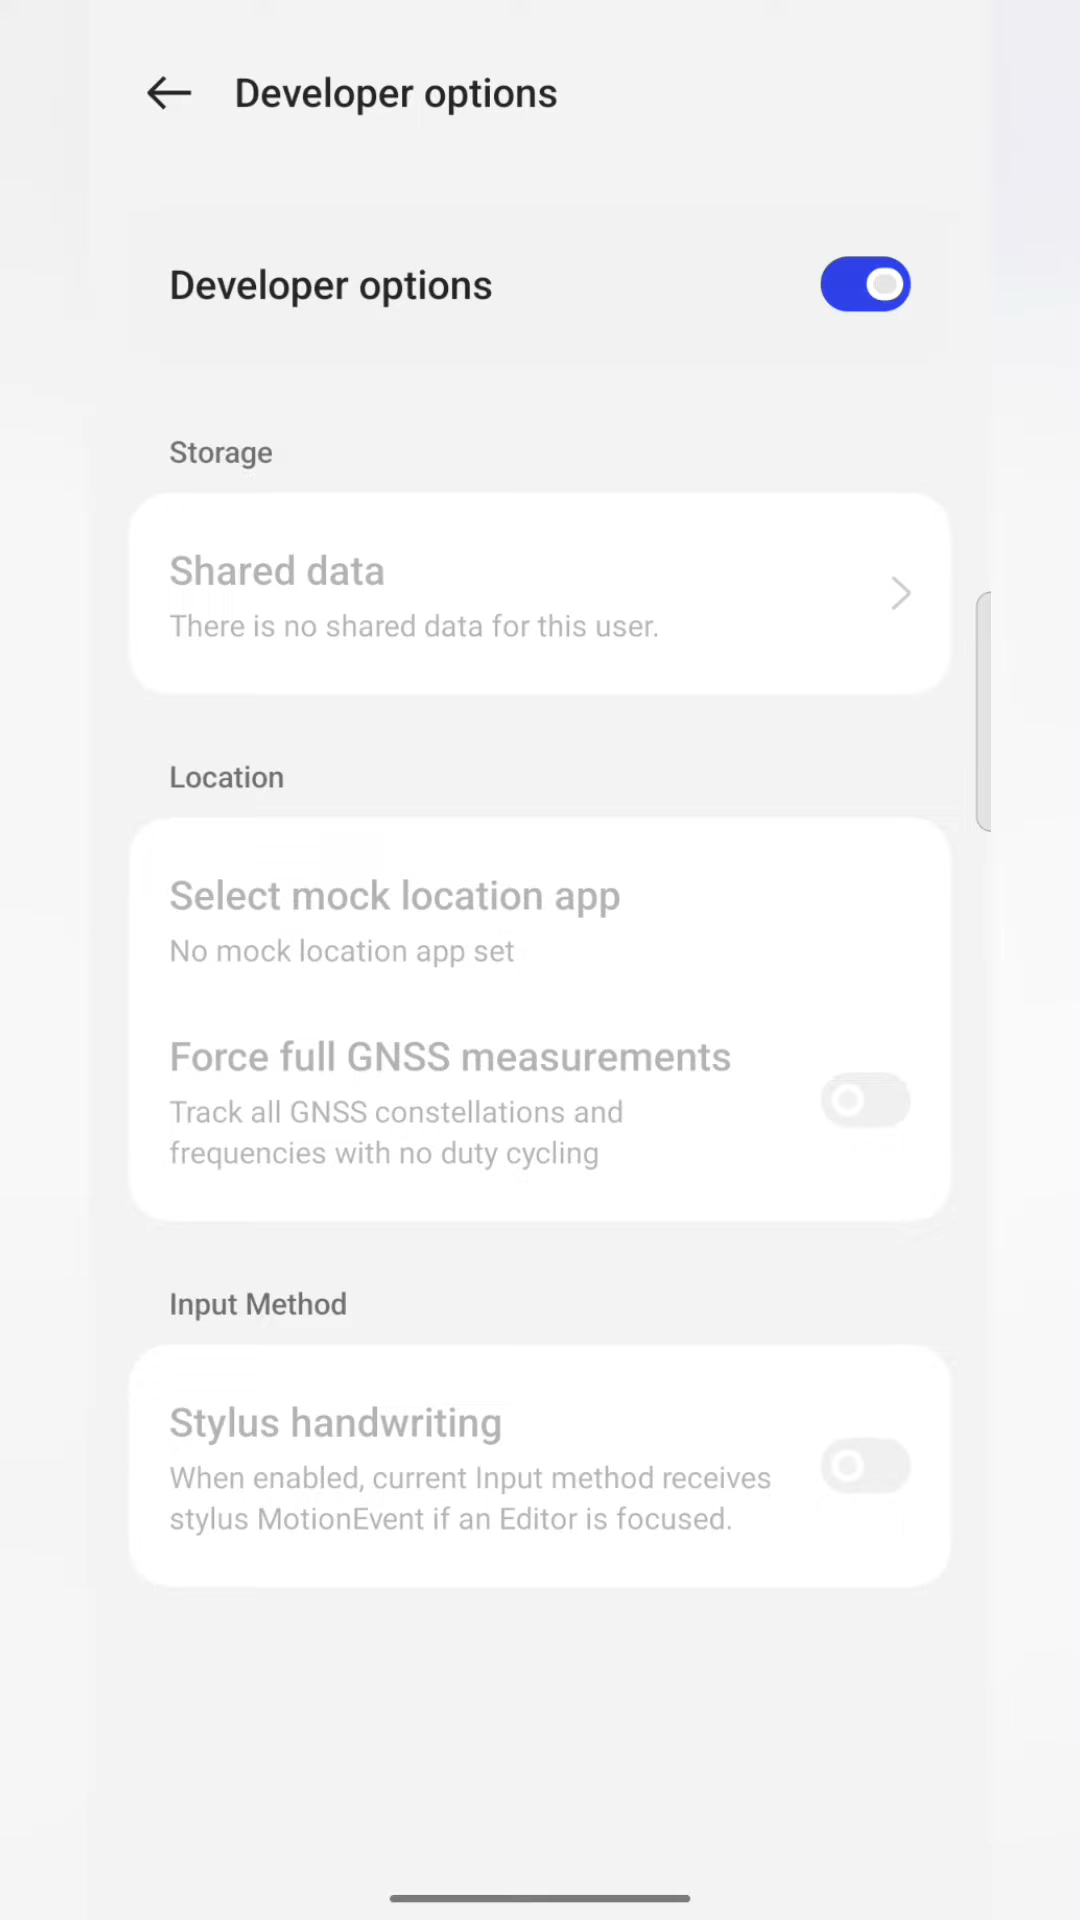 Developer options
Developer options
Storage
Shared data
There is no shared data for this user.
Location
Select mock location app
No mock location app set
Force full GNSS measurements
Track all GNSS constellations and
frequencies with no duty cycling
Input Method
Stylus handwriting
When enabled, current Input method receives
stylus MotionEvent if an Editor is focused.